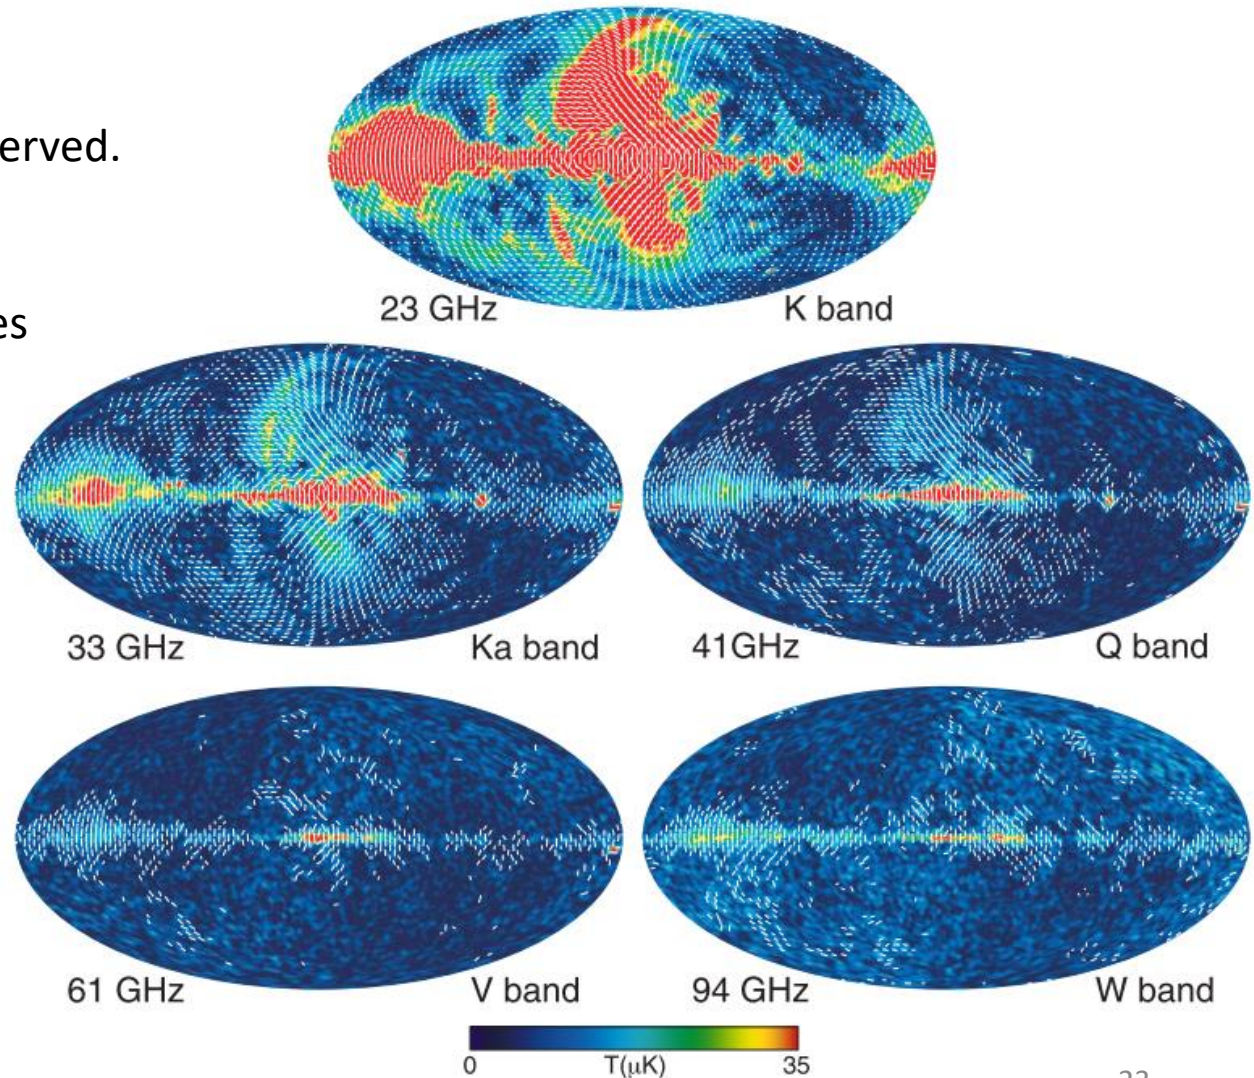 erved.
es
23 GHz K band
33 GHz Ka band
41GHz Q band
61 GHz V band
94 GHz W band
0 T(μK) 35